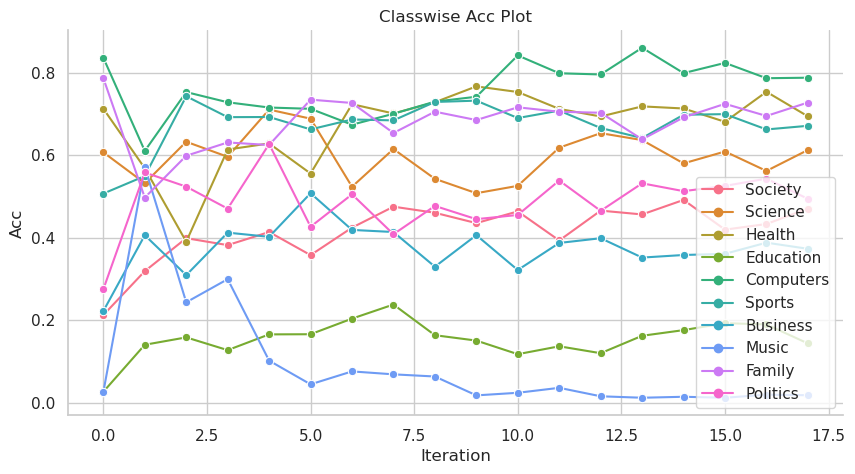 Classwise Acc Plot
Acc
0.8
0.6
0.4
0.2
0.0
Society
Science
Health
Education
Computers
Sports
Business
Music
Family
Politics
0.0 2.5 5.0 7.5 10.0 12.5 15.0 17.5
Iteration